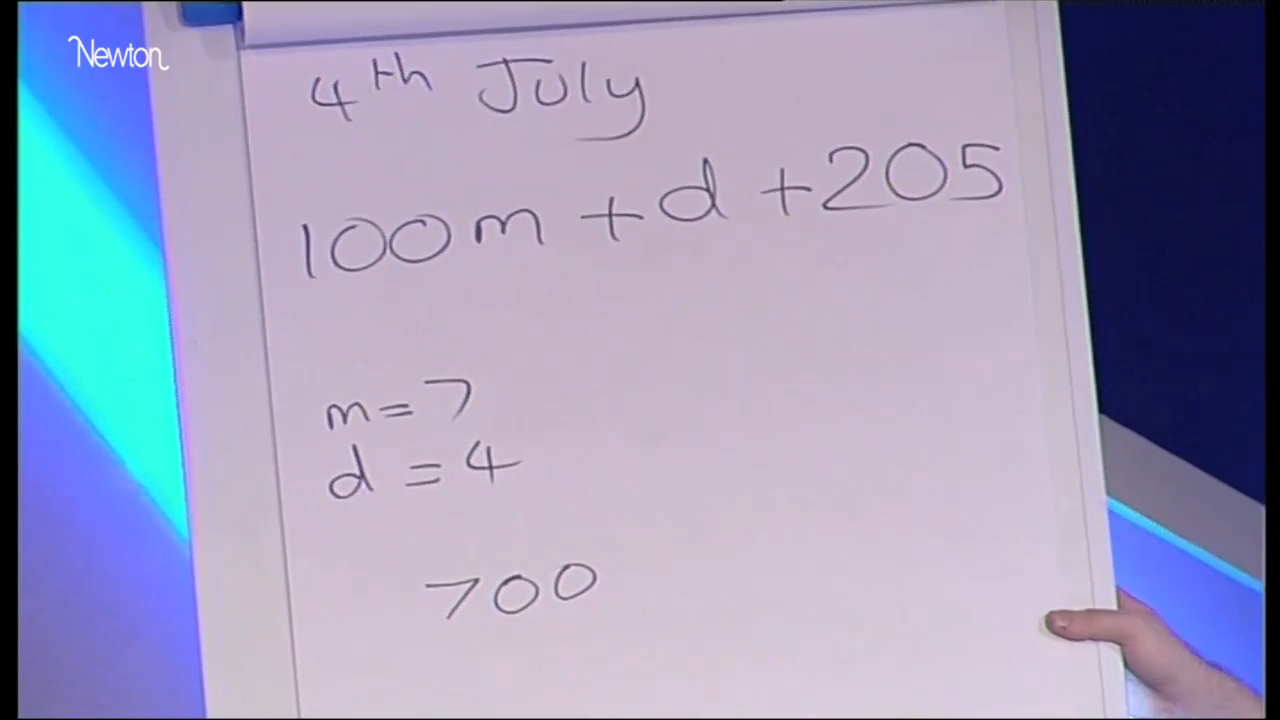 Newton
4th July
100m + d + 205
m = 7
d = 4
700